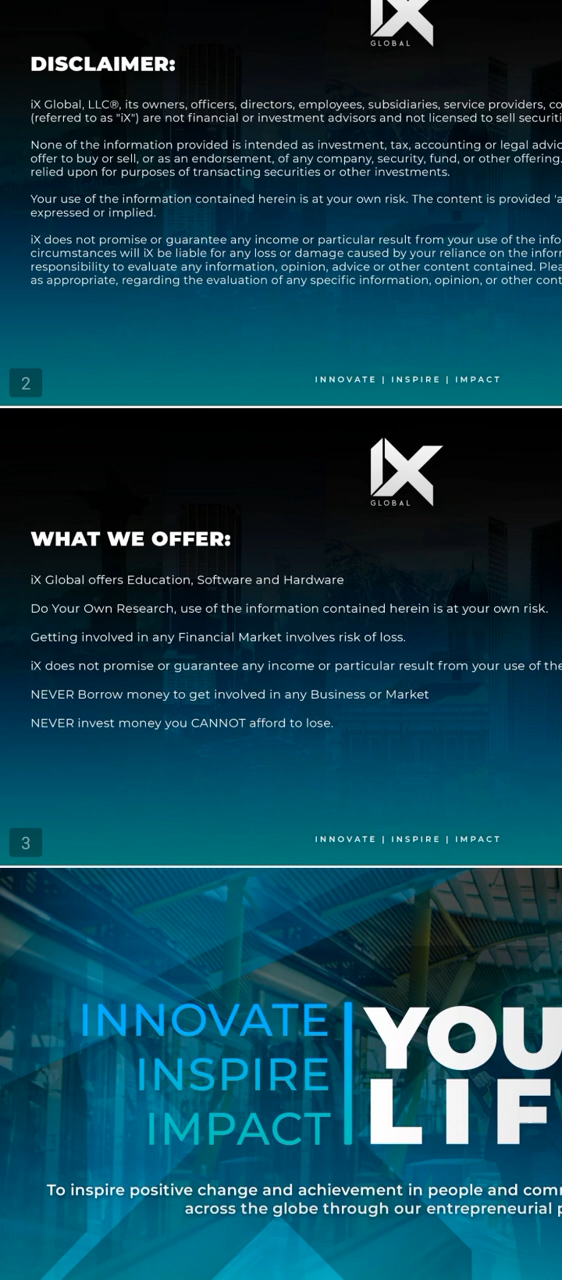 iX
GLOBAL
DISCLAIMER:
iX Global, LLC®, its owners, officers, directors, employees, subsidiaries, service providers,
(referred to as "iX") are not financial or investment advisors and not licensed to sell
None of the information provided is intended as investment, tax, accounting or legal
offer to buy or sell, or as an endorsement, of any company, security, fund, or other offering.
relied upon for purposes of transacting securities or other investments.
Your use of the information contained herein is at your own risk. The content is provided
expressed or implied.
iX does not promise or guarantee any income or particular result from your use of the
circumstances will iX be liable for any loss or damage caused by your reliance on the
responsibility to evaluate any information, opinion, advice or other content contained.
as appropriate, regarding the evaluation of any specific information, opinion, or other
2
INNOVATE | INSPIRE | IMPACT
iX
GLOBAL
WHAT WE OFFER:
iX Global offers Education, Software and Hardware
Do Your Own Research, use of the information contained herein is at your own risk.
Getting involved in any Financial Market involves risk of loss.
iX does not promise or guarantee any income or particular result from your use of the
NEVER Borrow money to get involved in any Business or Market
NEVER invest money you CANNOT afford to lose.
3
INNOVATE | INSPIRE | IMPACT
INNOVATE
INSPIRE
IMPACT
YOU
LIF
To inspire positive change and achievement in people and
across the globe through our entrepreneurial